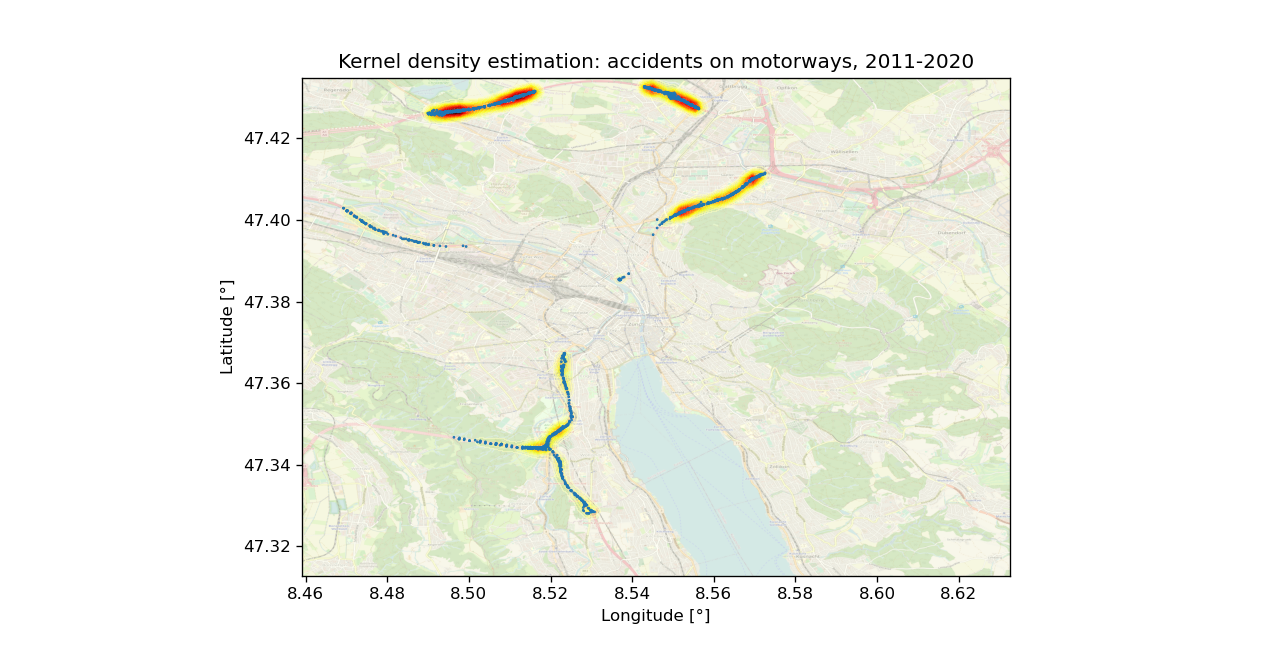 Kernel density estimation: accidents on motorways, 2011-2020
47.42
47.40
47.38
47.36
47.34
47.32
Latitude [°]
8.46 8.48 8.50 8.52 8.54 8.56 8.58 8.60 8.62
Longitude [°]